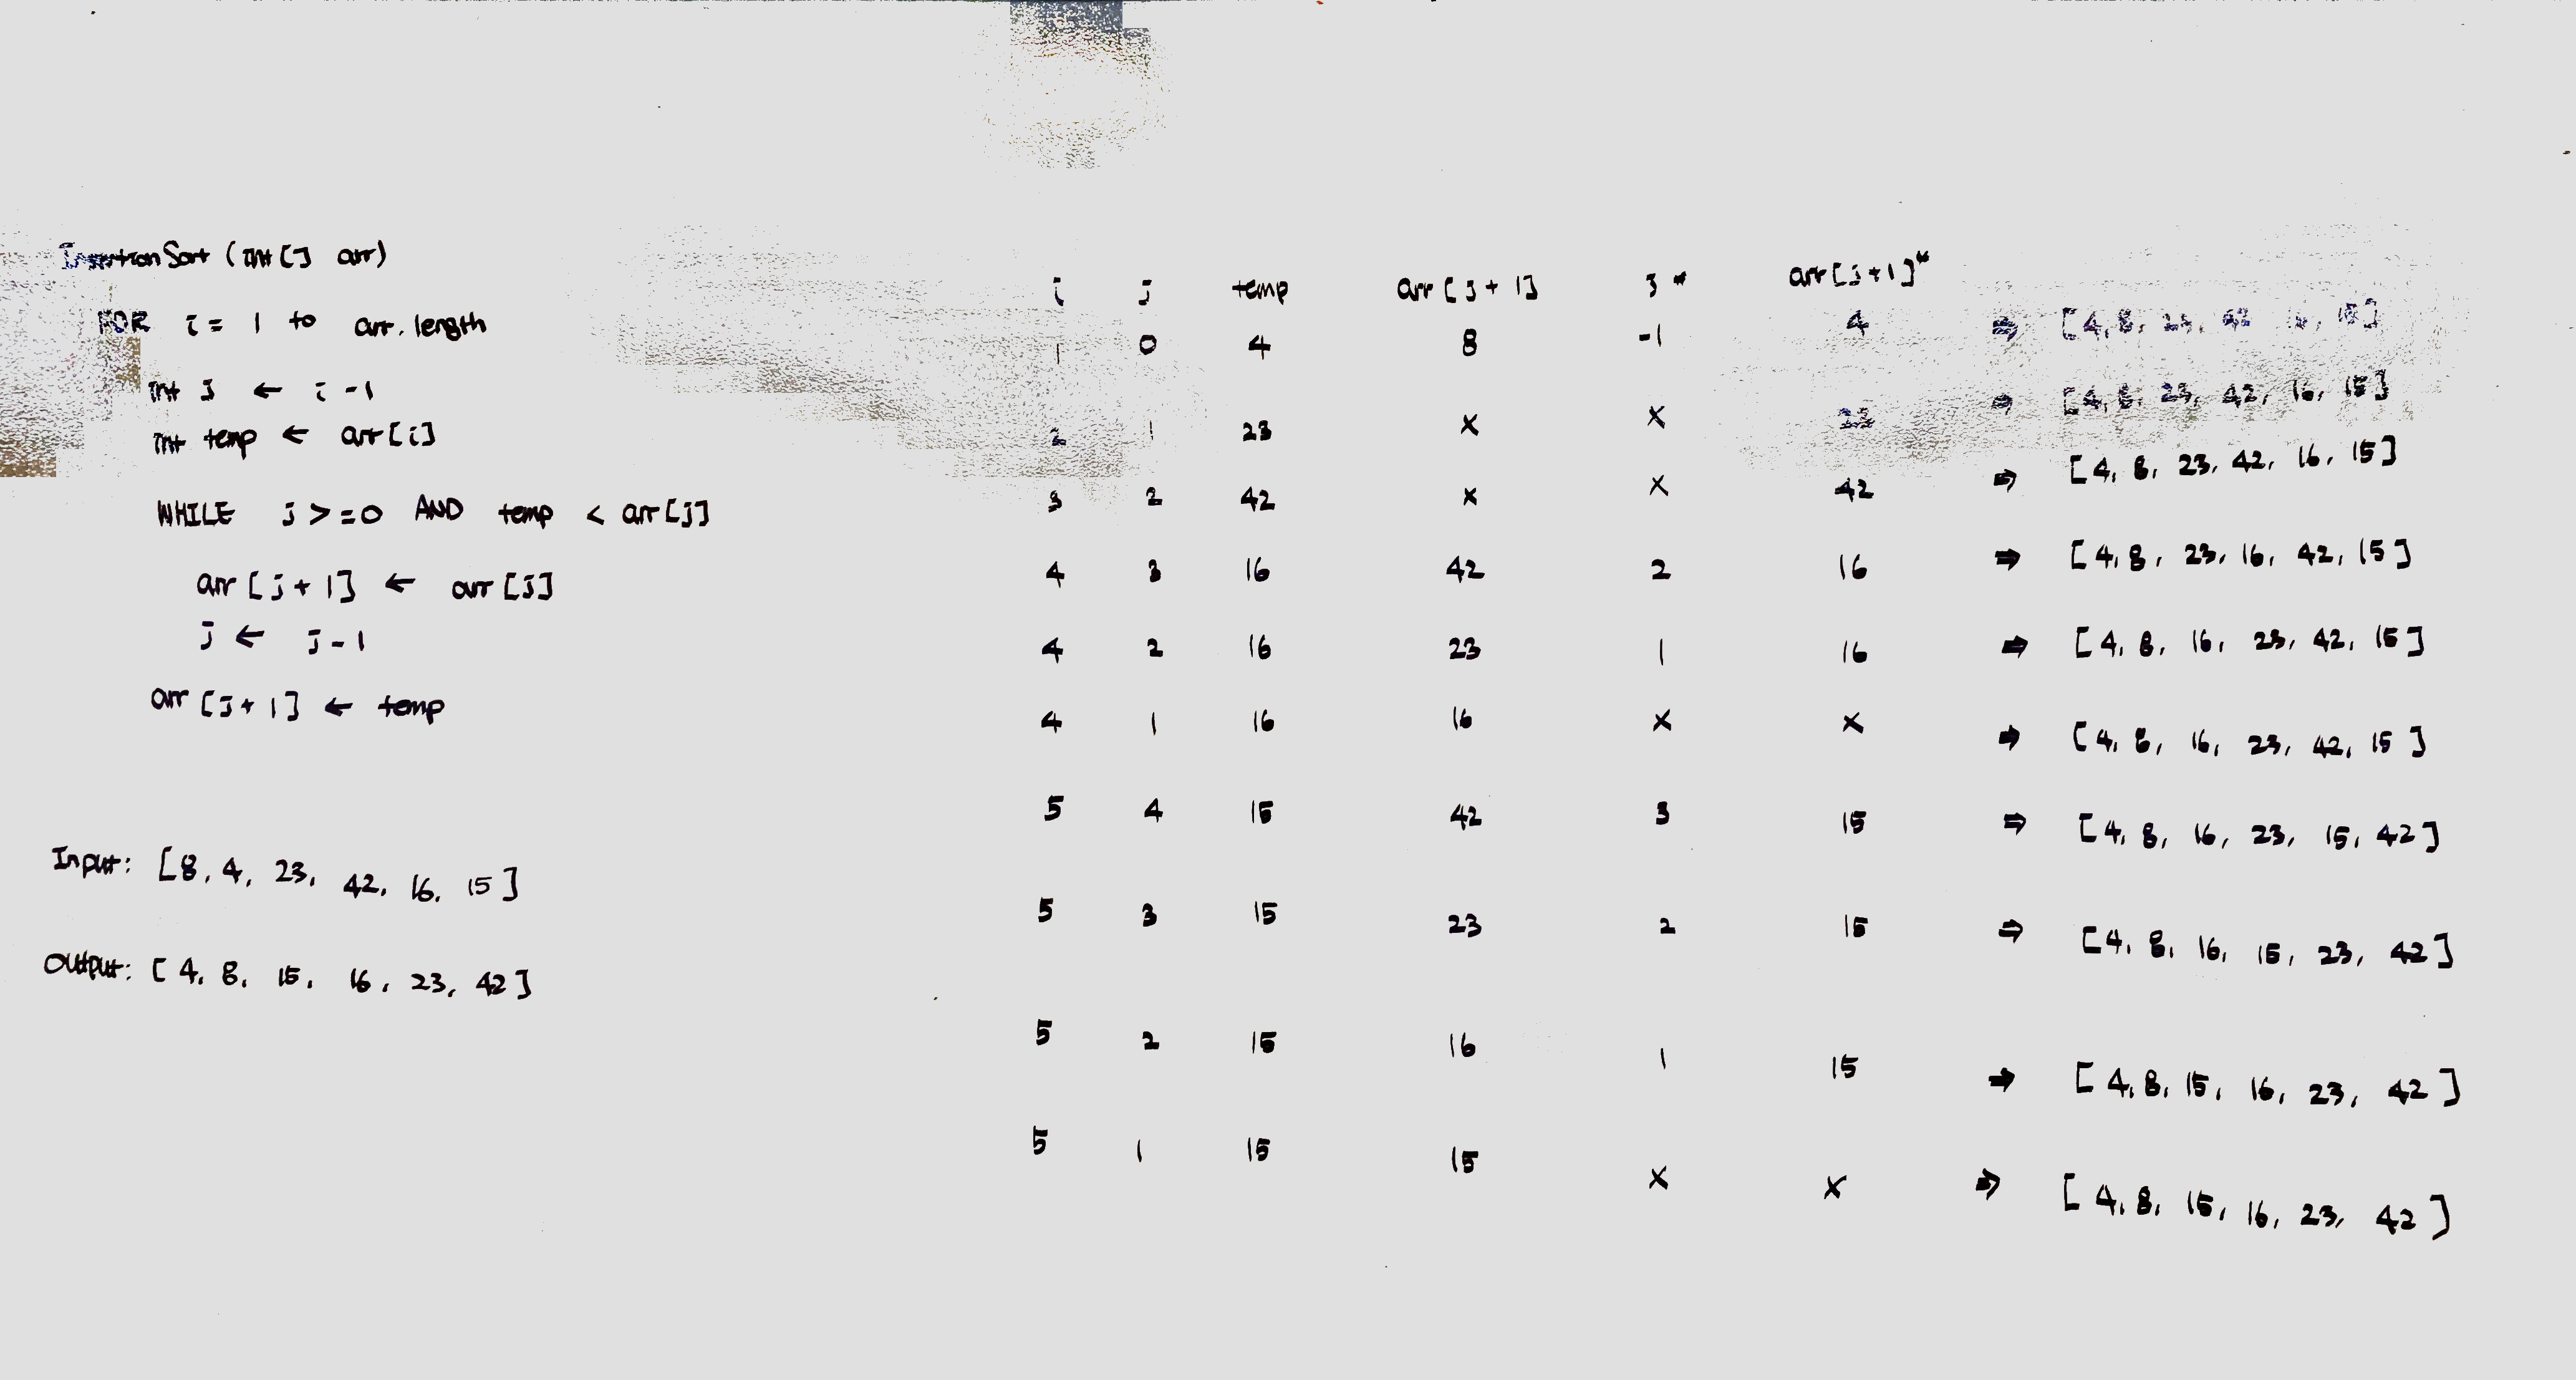 InsertionSort (int[] arr)
FOR i = 1 to arr.length
int j ← i - 1
int temp ← arr[i]
WHILE j >= 0 AND temp < arr[j]
arr[j + 1] ← arr[j]
j ← j - 1
arr[j + 1] ← temp
Input: [8, 4, 23, 42, 16, 15]
Output: [4, 8, 15, 16, 23, 42]
i j temp arr[j + 1] j* arr[j+1]*
1 0 4 8 -1 4 ⇒ [4, 8, 23, 42, 16, 15]
2 1 23 x x 23 ⇒ [4, 8, 23, 42, 16, 15]
3 2 42 x x 42 ⇒ [4, 8, 23, 42, 16, 15]
4 3 16 42 2 16 ⇒ [4, 8, 23, 16, 42, 15]
4 2 16 23 1 16 ⇒ [4, 8, 16, 23, 42, 15]
4 1 16 16 x x ⇒ [4, 8, 16, 23, 42, 15]
5 4 15 42 3 15 ⇒ [4, 8, 16, 23, 15, 42]
5 3 15 23 2 15 ⇒ [4, 8, 16, 15, 23, 42]
5 2 15 16 1 15 ⇒ [4, 8, 15, 16, 23, 42]
5 1 15 15 x x ⇒ [4, 8, 15, 16, 23, 42]